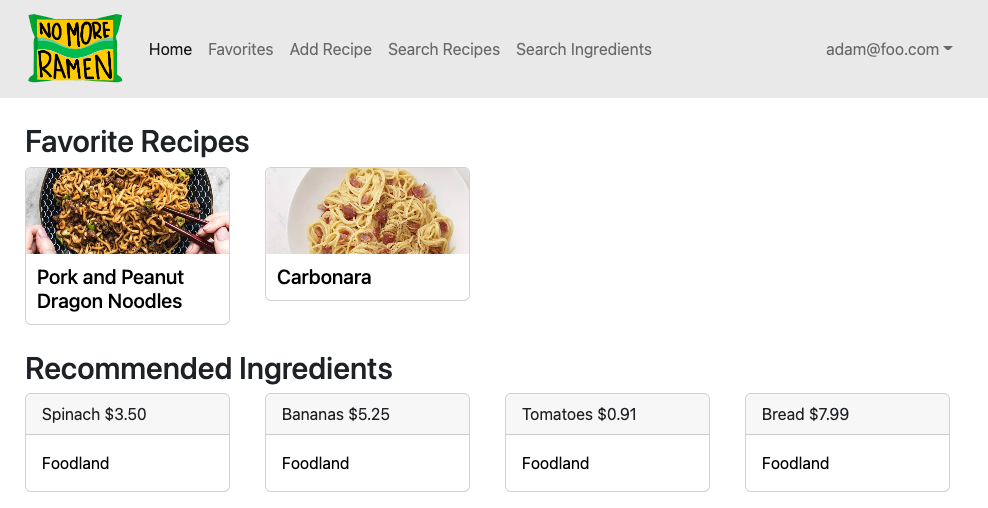 NO MORE
RAMEN
Home Favorites Add Recipe Search Recipes Search Ingredients adam@foo.com
Favorite Recipes
Pork and Peanut
Dragon Noodles
Carbonara
Recommended Ingredients
Spinach $3.50
Foodland
Bananas $5.25
Foodland
Tomatoes $0.91
Foodland
Bread $7.99
Foodland